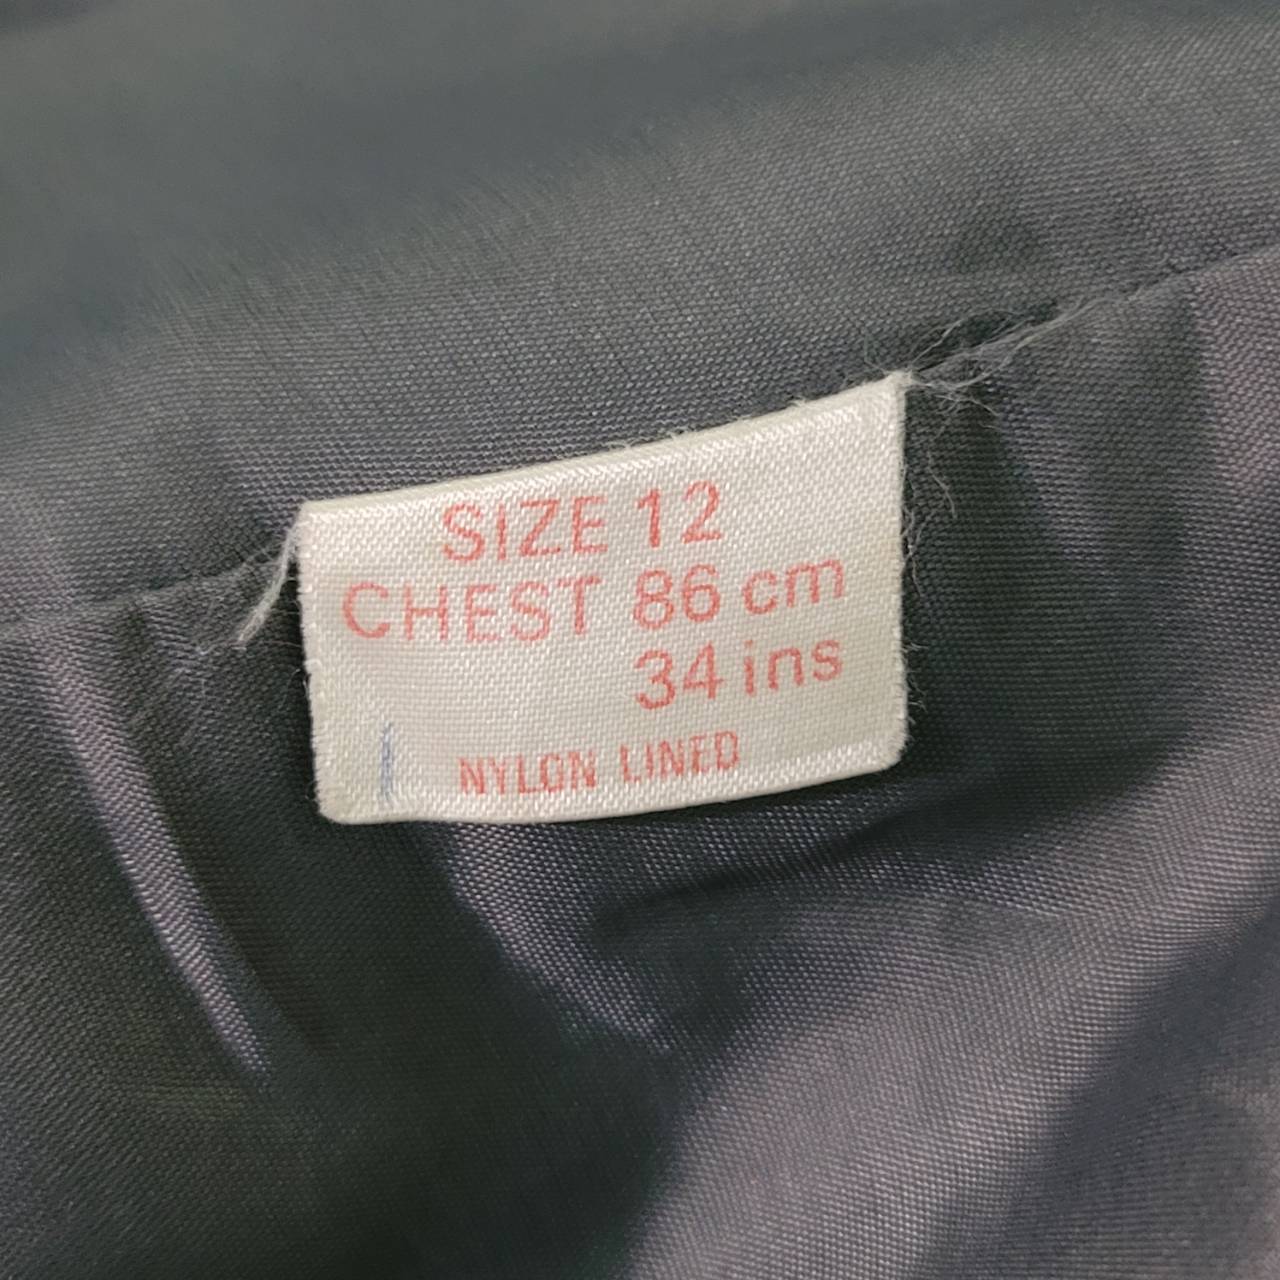 SIZE 12
CHEST 86 cm
34 ins
NYLON LINED